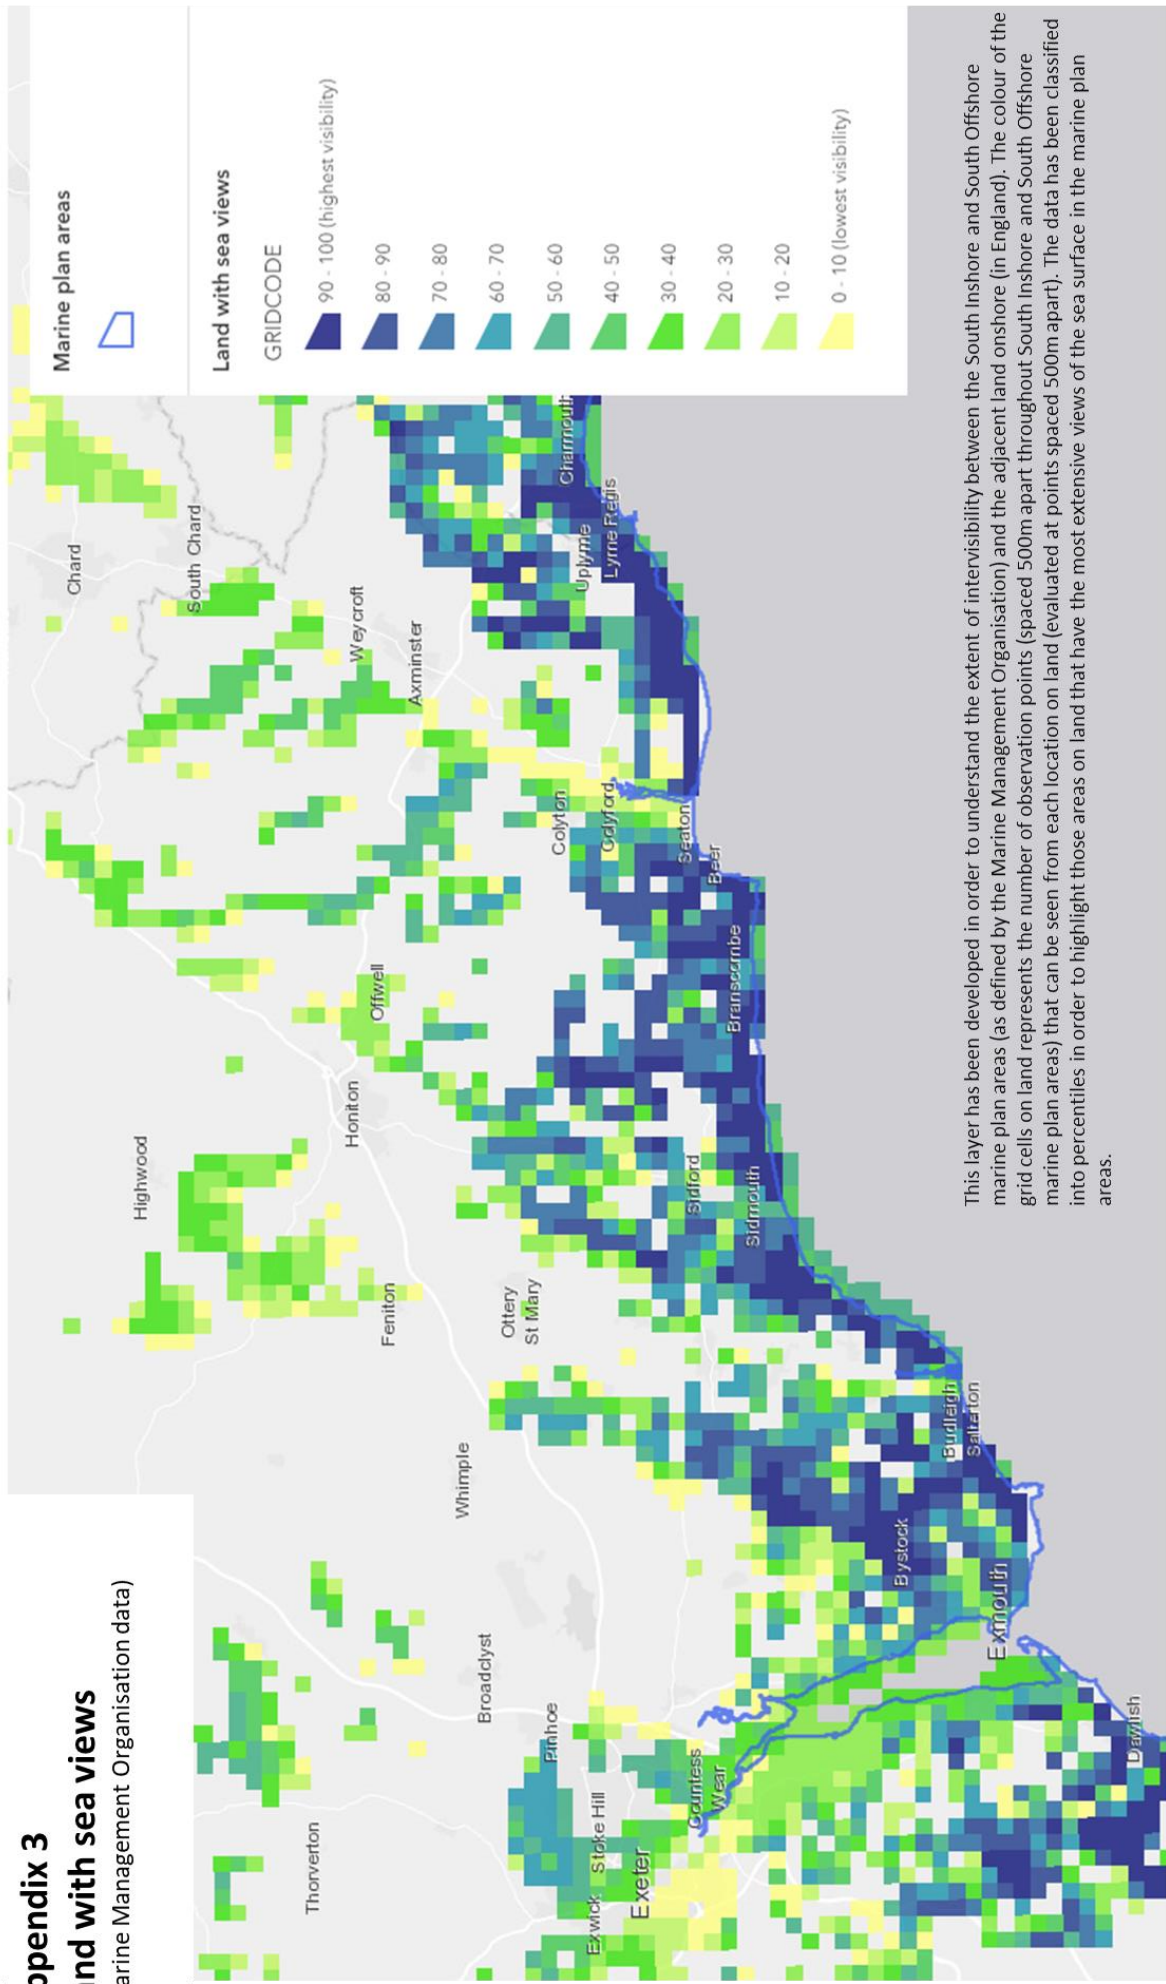 ppendix 3
nd with sea views
arine Management Organisation data)
Marine plan areas
Land with sea views
GRIDCODE
90 - 100 (highest visibility)
80 - 90
70 - 80
60 - 70
50 - 60
40 - 50
30 - 40
20 - 30
10 - 20
0 - 10 (lowest visibility)
Chard
Highwood
South Chard
Thorverton
Honiton
Weycroft
Offwell
Feniton
Axminster
Whimple
Broadclyst
Ottery
St Mary
Pinhoe
Colyton
Charmouth
Uplyme
Exwick
Stoke Hill
Colyford
Lyme Regis
Exeter
Seaton
Sidford
Countess
Wear
Beer
Branscombe
Sidmouth
Bystock
Budleigh
Salterton
Exmouth
Dawlish
This layer has been developed in order to understand the extent of intervisibility between the South Inshore and South Offshore
marine plan areas (as defined by the Marine Management Organisation) and the adjacent land onshore (in England). The colour of the
grid cells on land represents the number of observation points (spaced 500m apart throughout South Inshore and South Offshore
marine plan areas) that can be seen from each location on land (evaluated at points spaced 500m apart). The data has been classified
into percentiles in order to highlight those areas on land that have the most extensive views of the sea surface in the marine plan
areas.